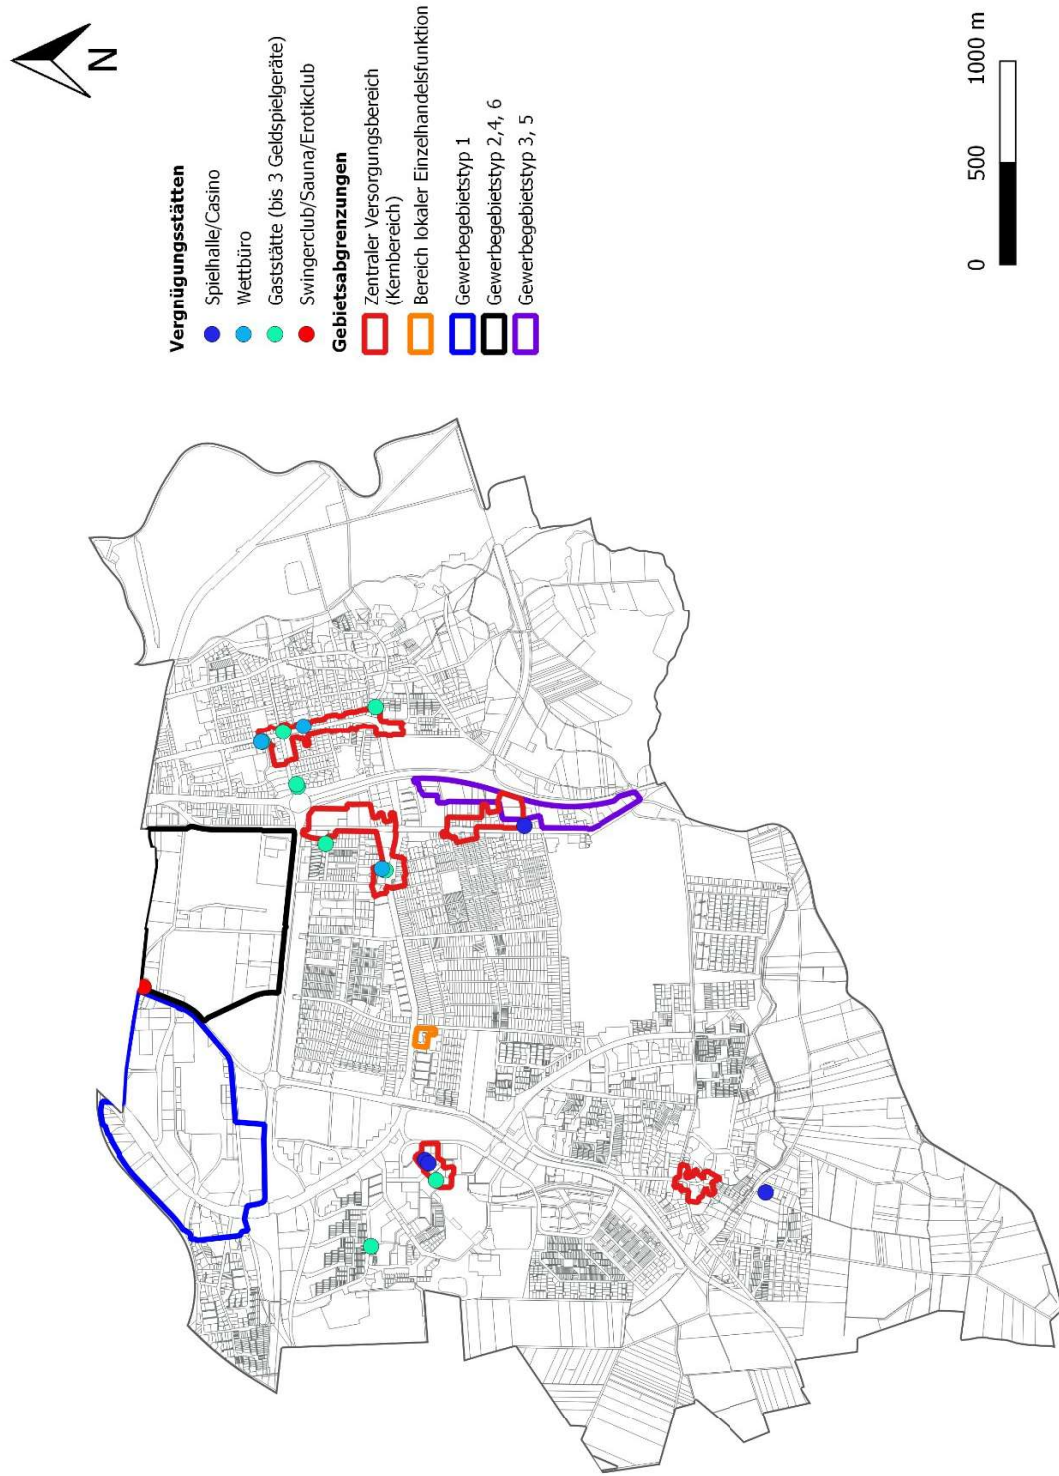 N
Vergnügungsstätten
Spielhalle/Casino
Wettbüro
Gaststätte (bis 3 Geldspielgeräte)
Swingerclub/Sauna/Erotikclub
Gebietsabgrenzungen
Zentraler Versorgungsbereich
(Kernbereich)
Bereich lokaler Einzelhandelsfunktion
Gewerbegebietstyp 1
Gewerbegebietstyp 2,4, 6
Gewerbegebietstyp 3, 5
0 500 1000 m